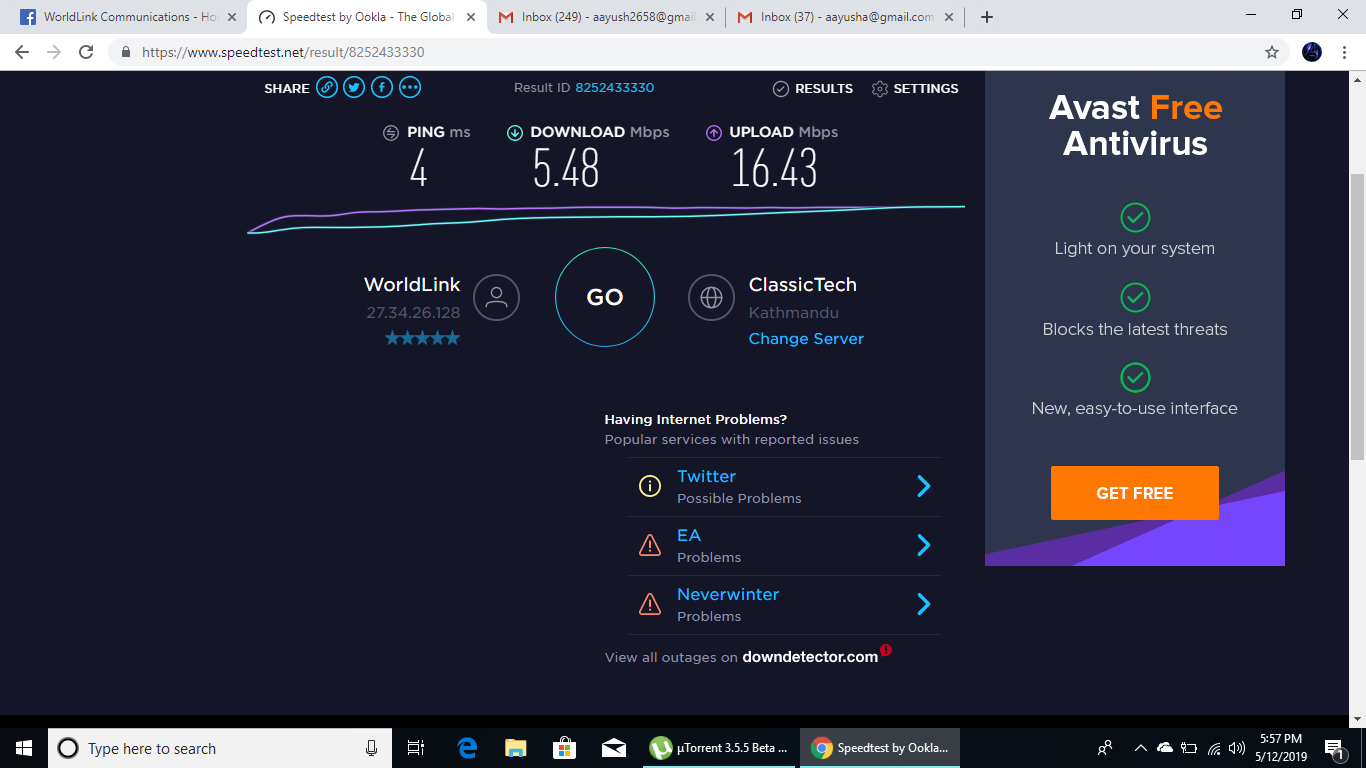 WorldLink Communications - Ho
Speedtest by Ookla - The Global
Inbox (249) - aayush2658@gmail
Inbox (37) - aayusha@gmail.com
https://www.speedtest.net/result/8252433330
SHARE
Result ID 8252433330
RESULTS
SETTINGS
PING ms
DOWNLOAD Mbps
UPLOAD Mbps
4
5.48
16.43
WorldLink
27.34.26.128
GO
ClassicTech
Kathmandu
Change Server
Having Internet Problems?
Popular services with reported issues
Twitter
Possible Problems
EA
Problems
Neverwinter
Problems
View all outages on downdetector.com
Avast Free
Antivirus
Light on your system
Blocks the latest threats
New, easy-to-use interface
GET FREE
Type here to search
µTorrent 3.5.5 Beta ...
Speedtest by Ookla...
5:57 PM
5/12/2019
1